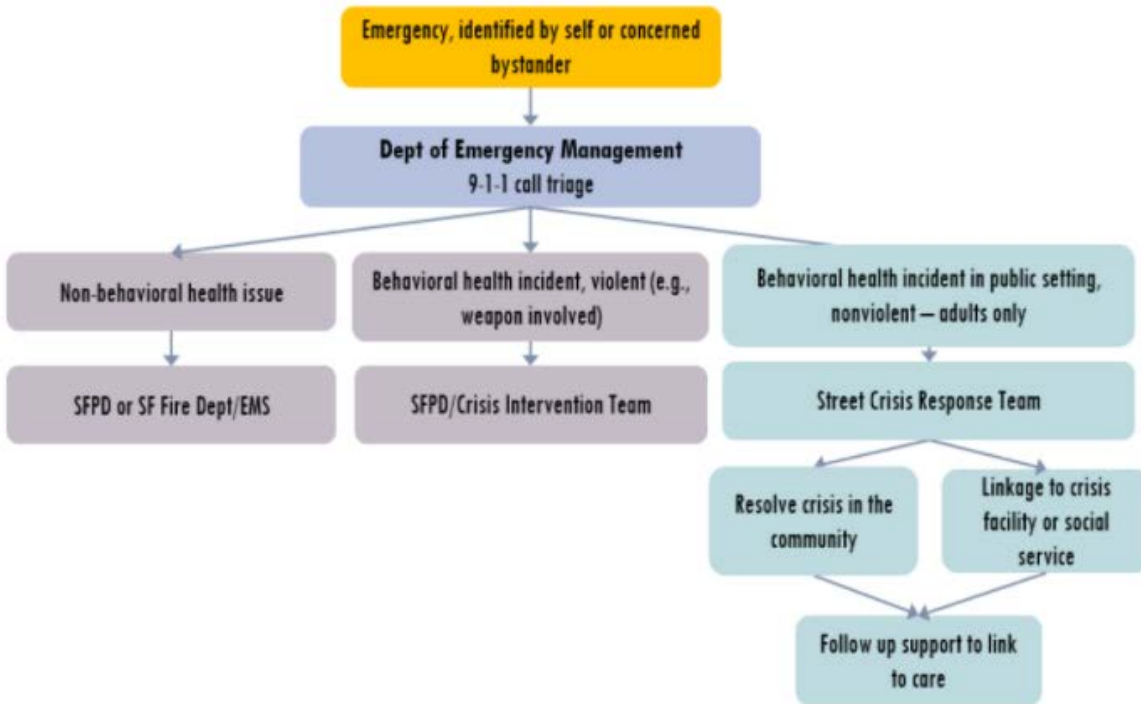 Emergency, identified by self or concerned
bystander
Dept of Emergency Management
9-1-1 call triage
Non-behavioral health issue
Behavioral health incident, violent (e.g.,
weapon involved)
Behavioral health incident in public setting,
nonviolent – adults only
SFPD or SF Fire Dept/EMS
SFPD/Crisis Intervention Team
Street Crisis Response Team
Resolve crisis in the
community
Linkage to crisis
facility or social
service
Follow up support to link
to care